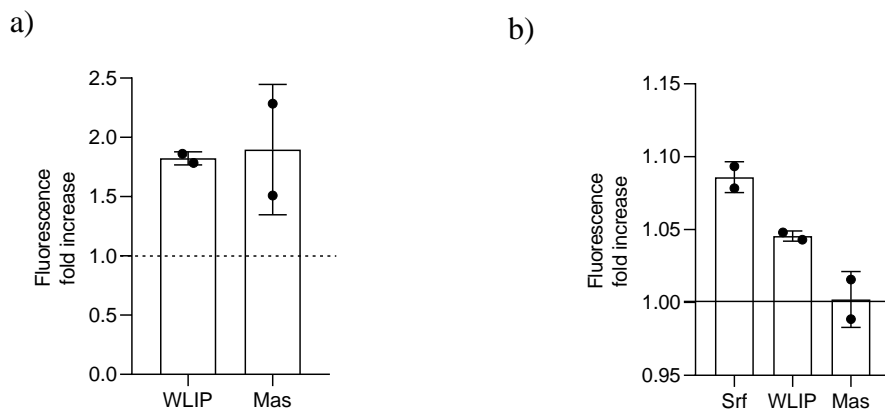 a)
Fluorescence
fold increase
2.5
2.0
1.5
1.0
0.5
0.0
WLIP Mas
b)
Fluorescence
fold increase
1.15
1.10
1.05
1.00
0.95
Srf WLIP Mas